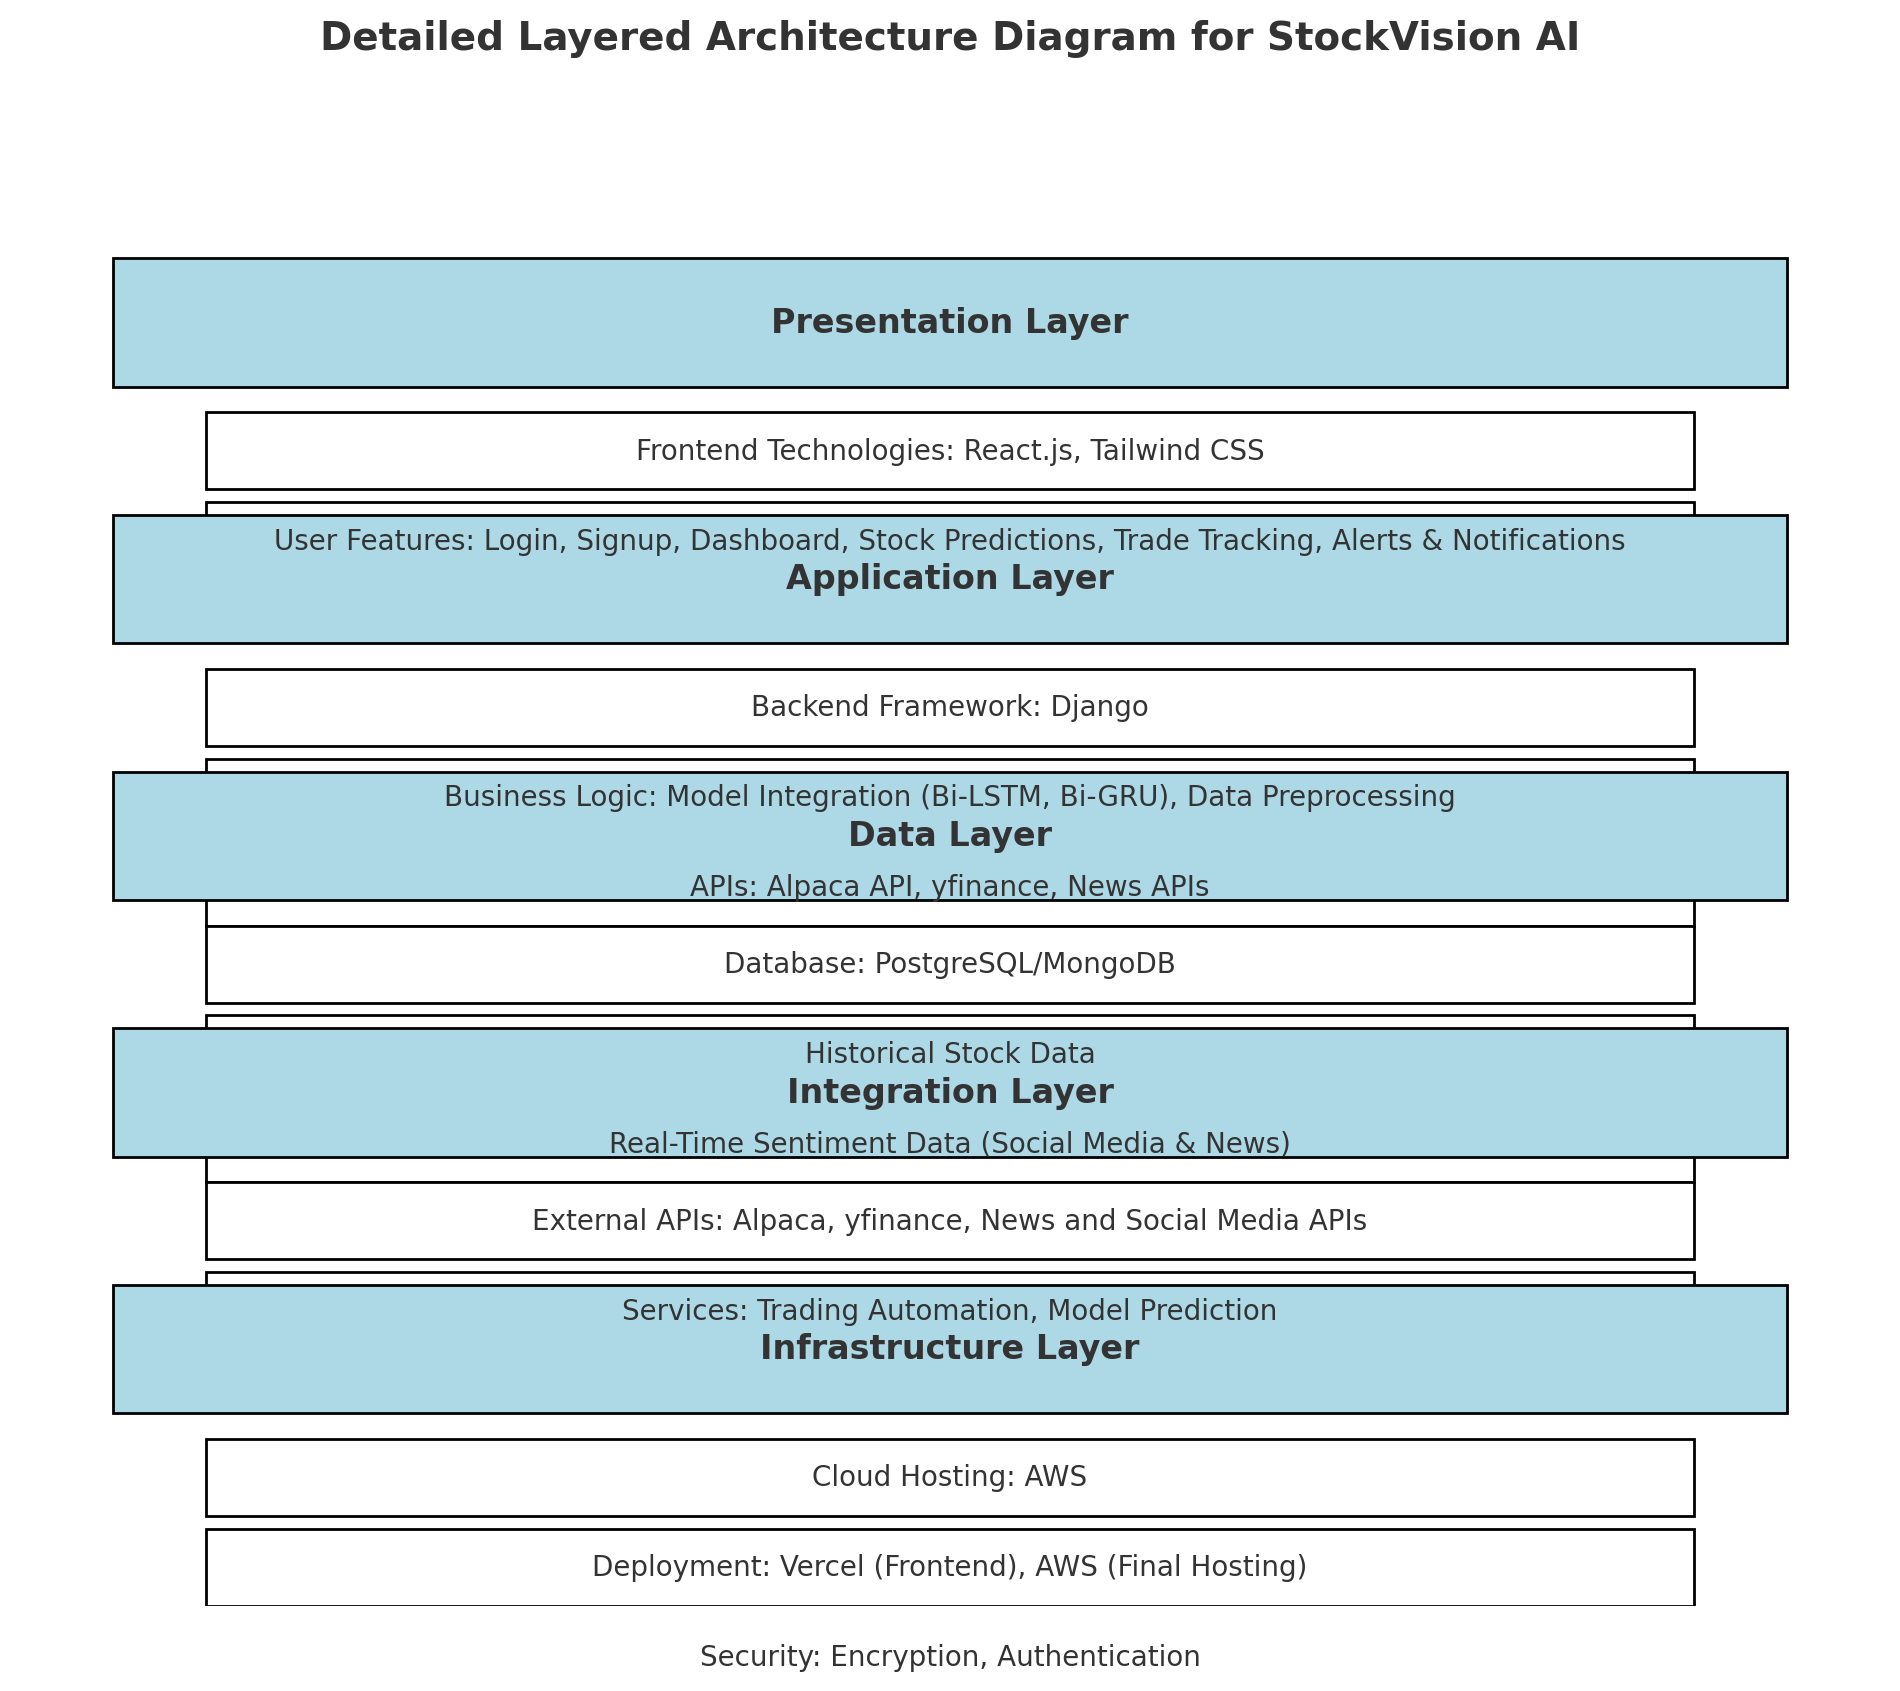 Detailed Layered Architecture Diagram for StockVision AI
Presentation Layer
Frontend Technologies: React.js, Tailwind CSS
User Features: Login, Signup, Dashboard, Stock Predictions, Trade Tracking, Alerts & Notifications
Application Layer
Backend Framework: Django
Business Logic: Model Integration (Bi-LSTM, Bi-GRU), Data Preprocessing
Data Layer
APIs: Alpaca API, yfinance, News APIs
Database: PostgreSQL/MongoDB
Historical Stock Data
Integration Layer
Real-Time Sentiment Data (Social Media & News)
External APIs: Alpaca, yfinance, News and Social Media APIs
Services: Trading Automation, Model Prediction
Infrastructure Layer
Cloud Hosting: AWS
Deployment: Vercel (Frontend), AWS (Final Hosting)
Security: Encryption, Authentication